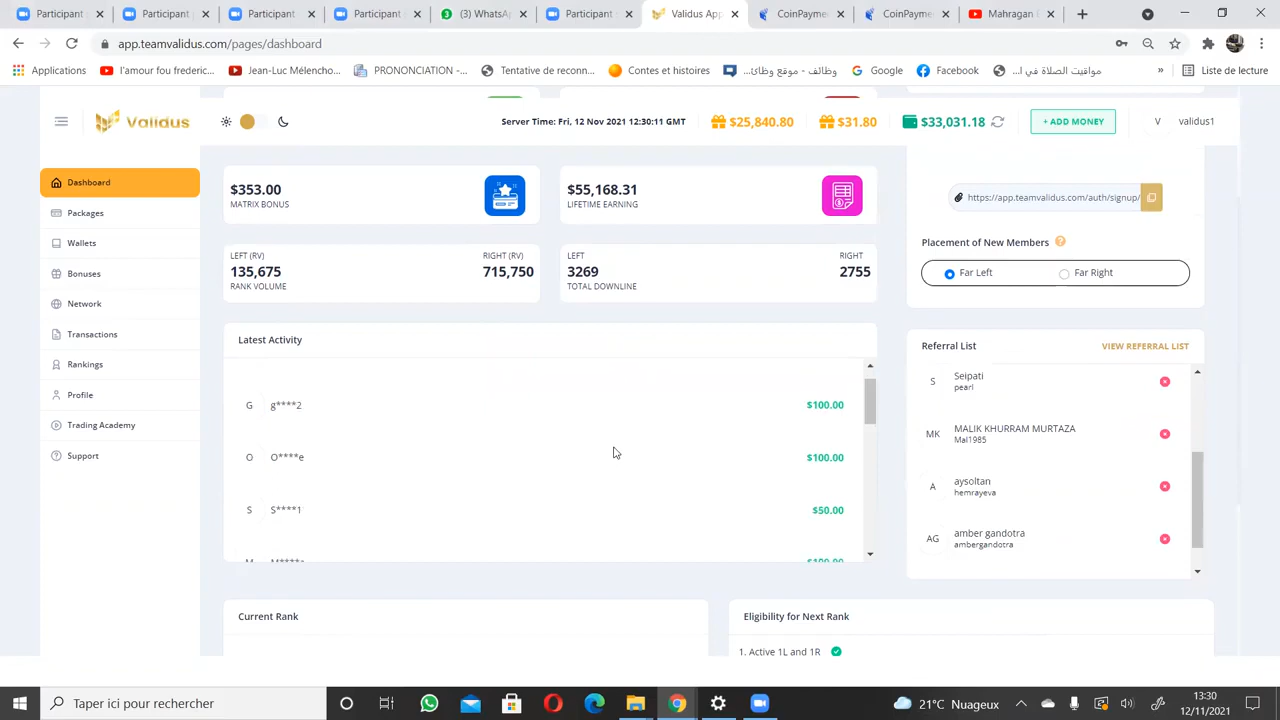 Participant
Participant
Participant
Participant
(3) WhatsA
Participant
Validus App
CoinPayme
CoinPayme
Mahragan E
app.teamvalidus.com/pages/dashboard
Applications
l'amour fou frederic...
Jean-Luc Mélencho...
PRONONCIATION -...
Tentative de reconn...
Contes et histoires
وظائف - موقع وظائ...
Google
Facebook
مواقيت الصلاة في ا...
»
Liste de lecture
Validus
Server Time: Fri, 12 Nov 2021 12:30:11 GMT
$25,840.80
$31.80
$33,031.18
+ ADD MONEY
V
validus1
Dashboard
Packages
Wallets
Bonuses
Network
Transactions
Rankings
Profile
Trading Academy
Support
$353.00
MATRIX BONUS
$55,168.31
LIFETIME EARNING
LEFT (RV)
RIGHT (RV)
135,675
715,750
RANK VOLUME
LEFT
RIGHT
3269
2755
TOTAL DOWNLINE
https://app.teamvalidus.com/auth/signup/
Placement of New Members
Far Left
Far Right
Latest Activity
G g****2 $100.00
O O****e $100.00
S S****1 $50.00
Referral List
VIEW REFERRAL LIST
S Seipati
pearl
MK MALIK KHURRAM MURTAZA
Mal1985
A aysoltan
hemrayeva
AG amber gandotra
ambergandotra
Current Rank
Eligibility for Next Rank
1. Active 1L and 1R
Taper ici pour rechercher
21°C Nuageux
13:30
12/11/2021